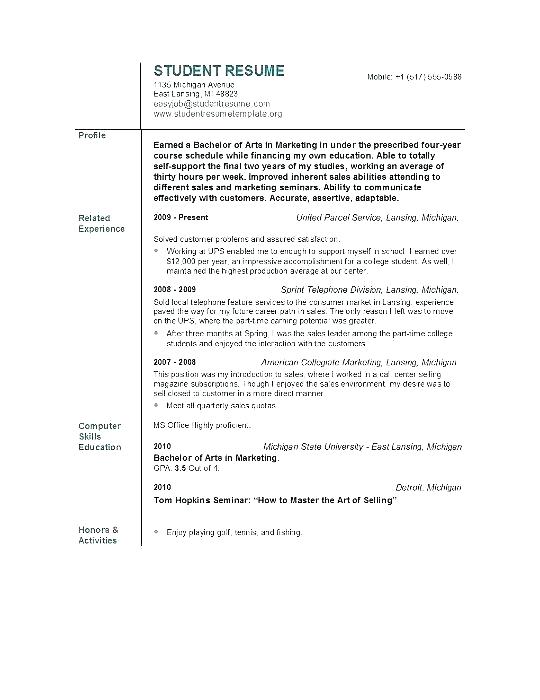 STUDENT RESUME
1135 Michigan Avenue
East Lansing, MI 48823
easyjob@studentresume.com
www.studentresumetemplate.org
Mobile: +1 (517) 555-0588
Profile
Earned a Bachelor of Arts in Marketing in under the prescribed four-year
course schedule while financing my own education. Able to totally
self-support the final two years of my studies, working an average of
thirty hours per week. Improved inherent sales abilities attending to
different sales and marketing seminars. Ability to communicate
effectively with customers. Accurate, assertive, adaptable.
Related
Experience
2009 - Present United Parcel Service, Lansing, Michigan.
Solved customer problems and assured satisfaction.
• Working at UPS enabled me to enough to support myself in school. I earned over
$12,000 per year, an impressive accomplishment for a college student. As well, I
maintained the highest production average at our center.
2008 - 2009 Sprint Telephone Division, Lansing, Michigan.
Sold local telephone feature services to the consumer market in Lansing, experience
paved the way for my future career path in sales. The only reason I left was to move
on the UPS, where the part-time earning potential was greater.
• After three months at Spring, I was the sales leader among the part-time college
students and enjoyed the interaction with the customers.
2007 - 2008 American Collegiate Marketing, Lansing, Michigan
This position was my introduction to sales, where I worked in a call center selling
magazine subscriptions. Though I enjoyed the sales environment, my desire was to
sell closed to customer in a more direct manner.
• Meet all quarterly sales quotas.
Computer
Skills
MS Office Highly proficient.
Education
2010 Michigan State University - East Lansing, Michigan
Bachelor of Arts in Marketing.
GPA: 3.5 Out of 4.
2010 Detroit, Michigan
Tom Hopkins Seminar: “How to Master the Art of Selling”
Honors &
Activities
• Enjoy playing golf, tennis, and fishing.